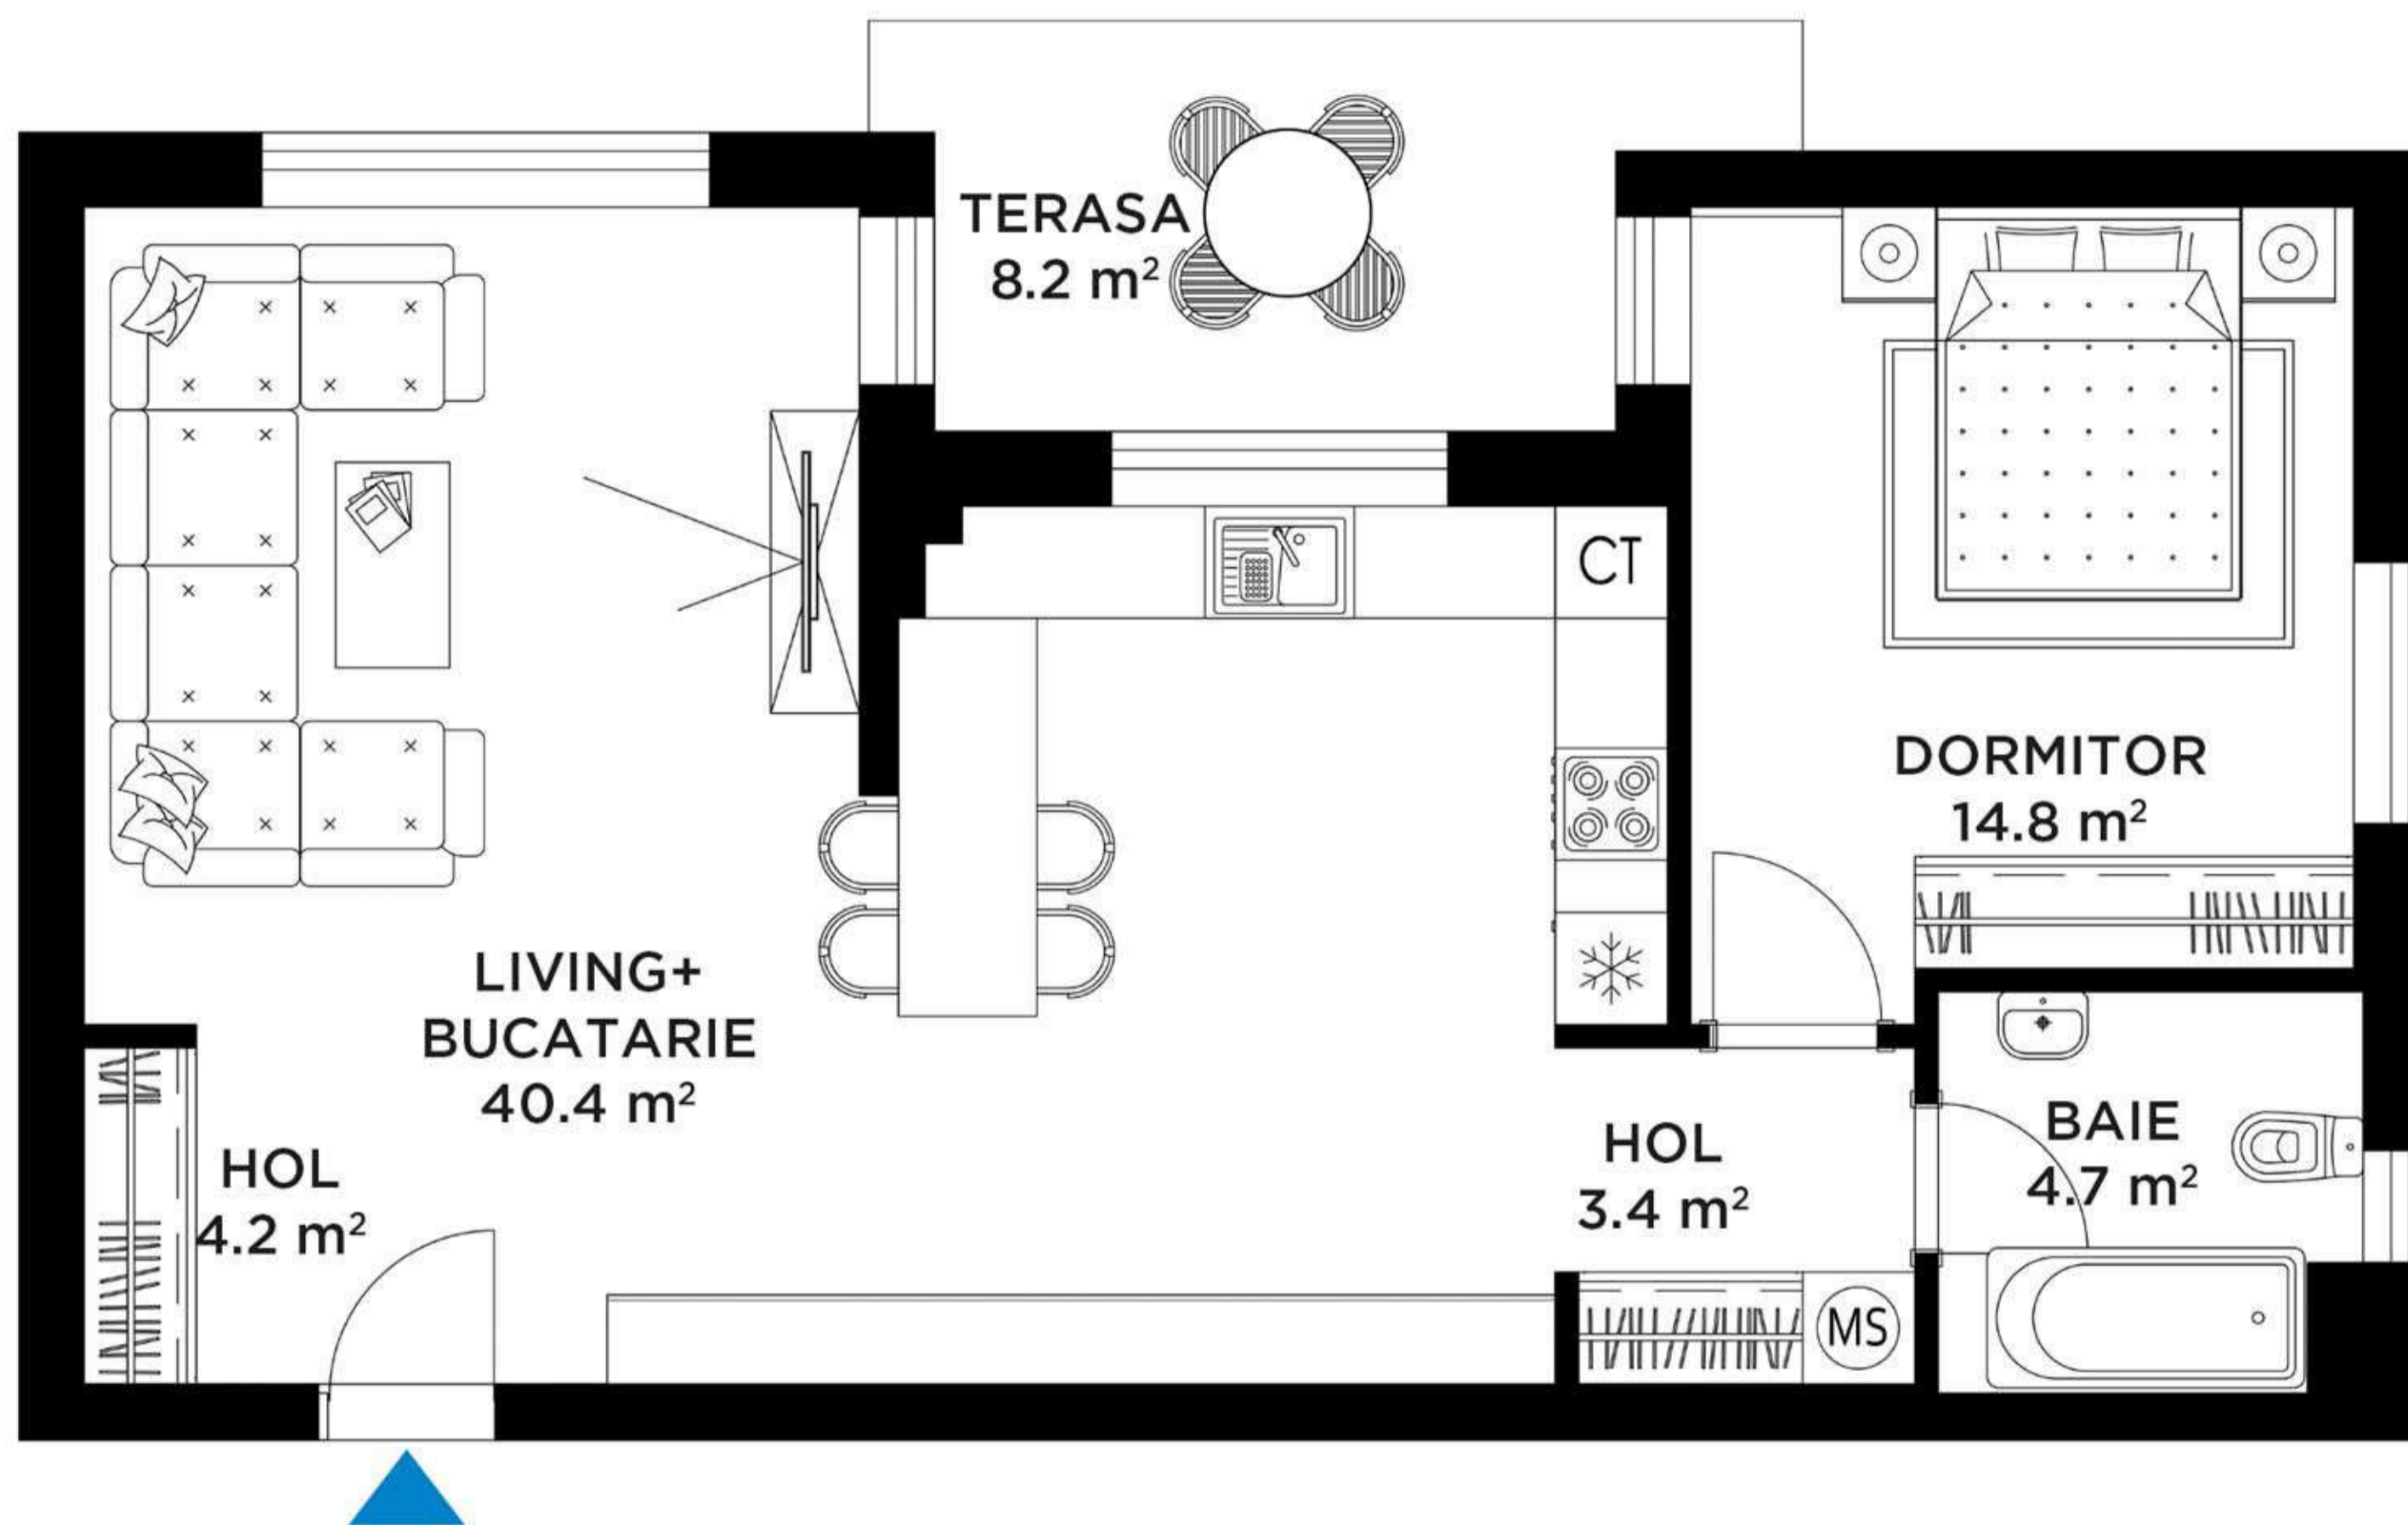 TERASA
8.2 m²
CT
DORMITOR
14.8 m²
LIVING+
BUCATARIE
40.4 m²
HOL
4.2 m²
HOL
3.4 m²
BAIE
4.7 m²
MS